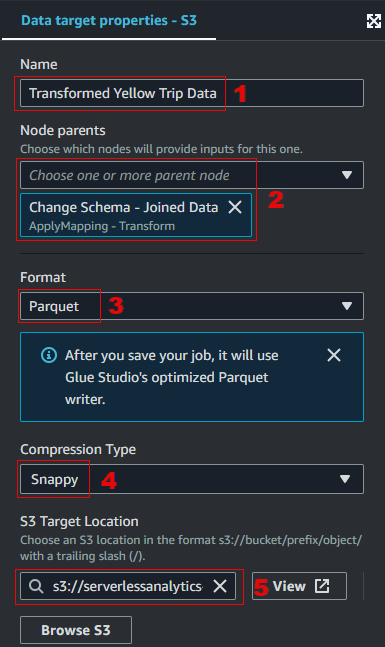 Data target properties - S3
Name
Transformed Yellow Trip Data
1
Node parents
Choose which nodes will provide inputs for this one.
Choose one or more parent node
2
Change Schema - Joined Data
ApplyMapping - Transform
Format
Parquet
3
After you save your job, it will use
Glue Studio's optimized Parquet
writer.
Compression Type
Snappy
4
S3 Target Location
Choose an S3 location in the format s3://bucket/prefix/object/
with a trailing slash (/).
s3://serverlessanalytics
5
View
Browse S3